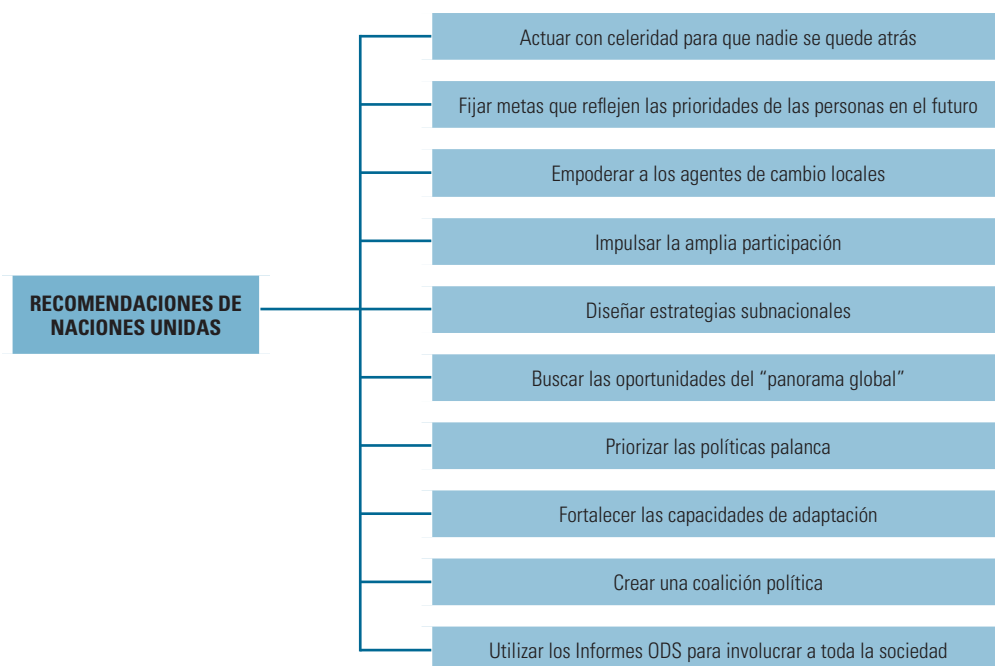 RECOMENDACIONES DE
NACIONES UNIDAS
Actuar con celeridad para que nadie se quede atrás
Fijar metas que reflejen las prioridades de las personas en el futuro
Empoderar a los agentes de cambio locales
Impulsar la amplia participación
Diseñar estrategias subnacionales
Buscar las oportunidades del “panorama global”
Priorizar las políticas palanca
Fortalecer las capacidades de adaptación
Crear una coalición política
Utilizar los Informes ODS para involucrar a toda la sociedad